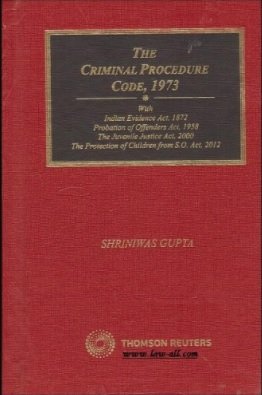 THE
CRIMINAL PROCEDURE
CODE, 1973
With
Indian Evidence Act, 1872
Probation of Offenders Act, 1958
The Juvenile Justice Act, 2000
The Protection of Children from S.O. Act, 2012
SHRINIWAS GUPTA
THOMSON REUTERS
www.law-all.com